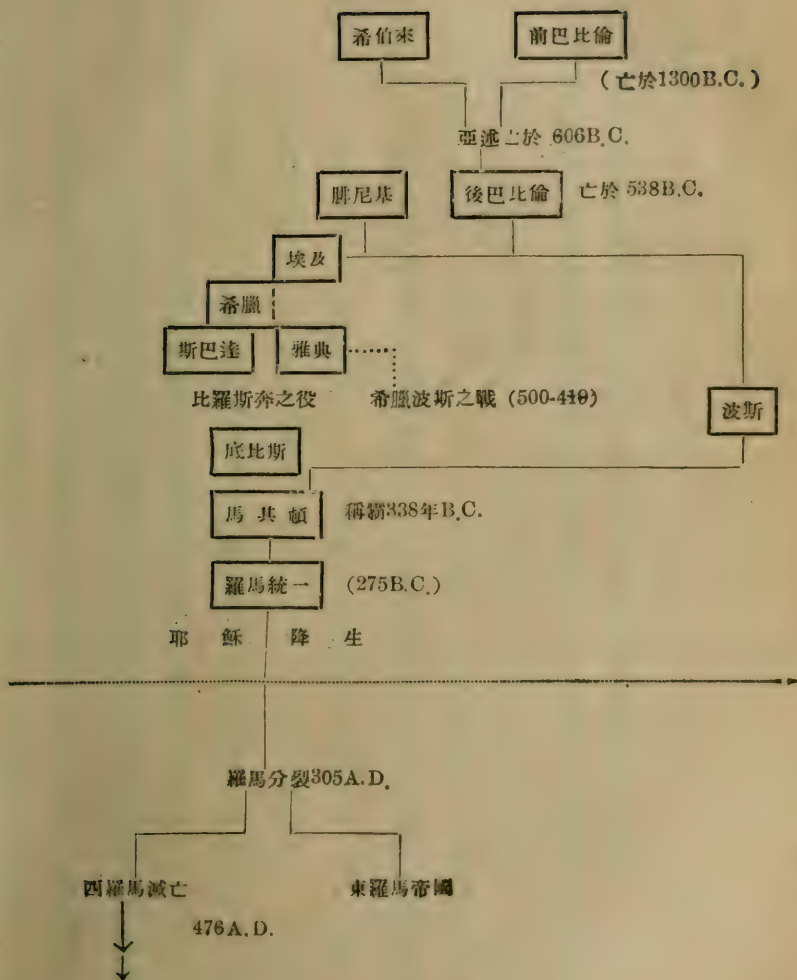 希伯來 前巴比倫
(亡於1300B.C.)
亞述亡於 606B.C.
腓尼基 後巴比倫 亡於 538B.C.
埃及
希臘
斯巴達 雅典
比羅斯奔之役 希臘波斯之戰 (500-449)
波斯
底比斯
馬其頓 稱霸338年B.C.
羅馬統一 (275B.C.)
耶穌降生
羅馬分裂305A.D.
西羅馬滅亡 東羅馬帝國
476A.D.